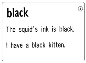 black
The squid's ink is black.
I have a black kitten.